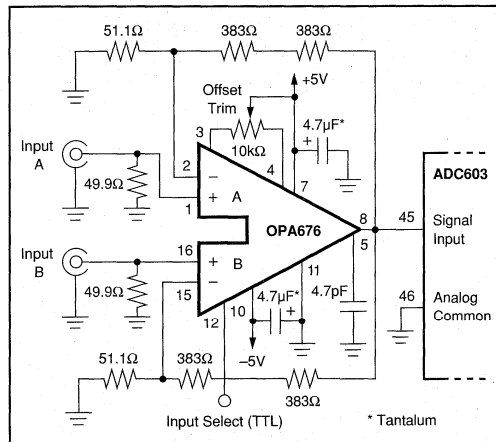 51.1Ω 383Ω 383Ω
+5V
Offset
Trim
4.7µF*
+
Input
A
3
10kΩ
4
7
2
−
A
49.9Ω
1
+
ADC603
OPA676
8
45
Signal
Input
5
Input
B
16
+
B
11
15
−
4.7µF*
+
49.9Ω
12
10
4.7pF
46
Analog
Common
−5V
51.1Ω
383Ω
383Ω
Input Select (TTL)
* Tantalum